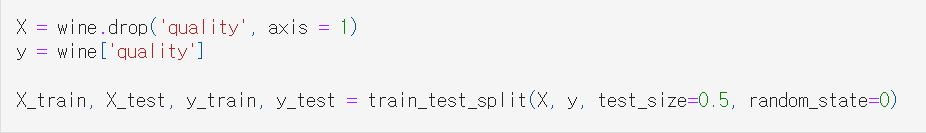 X = wine.drop('quality', axis = 1)
y = wine['quality']
X_train, X_test, y_train, y_test = train_test_split(X, y, test_size=0.5, random_state=0)